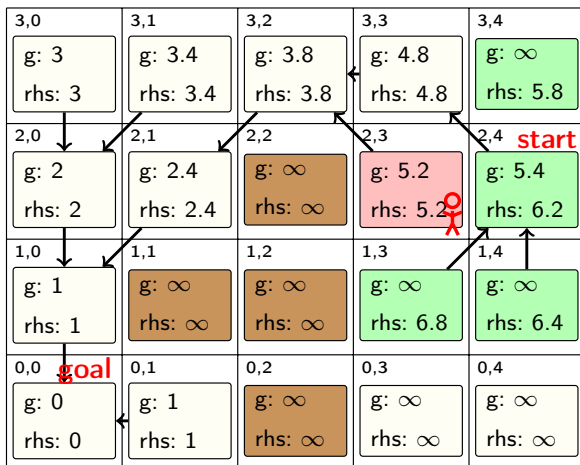 3,0 3,1 3,2 3,3 3,4
g: 3 g: 3.4 g: 3.8 g: 4.8 g: ∞
rhs: 3 rhs: 3.4 rhs: 3.8 rhs: 4.8 rhs: 5.8
2,0 2,1 2,2 2,3 2,4 start
g: 2 g: 2.4 g: ∞ g: 5.2 g: 5.4
rhs: 2 rhs: 2.4 rhs: ∞ rhs: 5.2 rhs: 6.2
1,0 1,1 1,2 1,3 1,4
g: 1 g: ∞ g: ∞ g: ∞ g: ∞
rhs: 1 rhs: ∞ rhs: ∞ rhs: 6.8 rhs: 6.4
0,0 goal 0,1 0,2 0,3 0,4
g: 0 g: 1 g: ∞ g: ∞ g: ∞
rhs: 0 rhs: 1 rhs: ∞ rhs: ∞ rhs: ∞